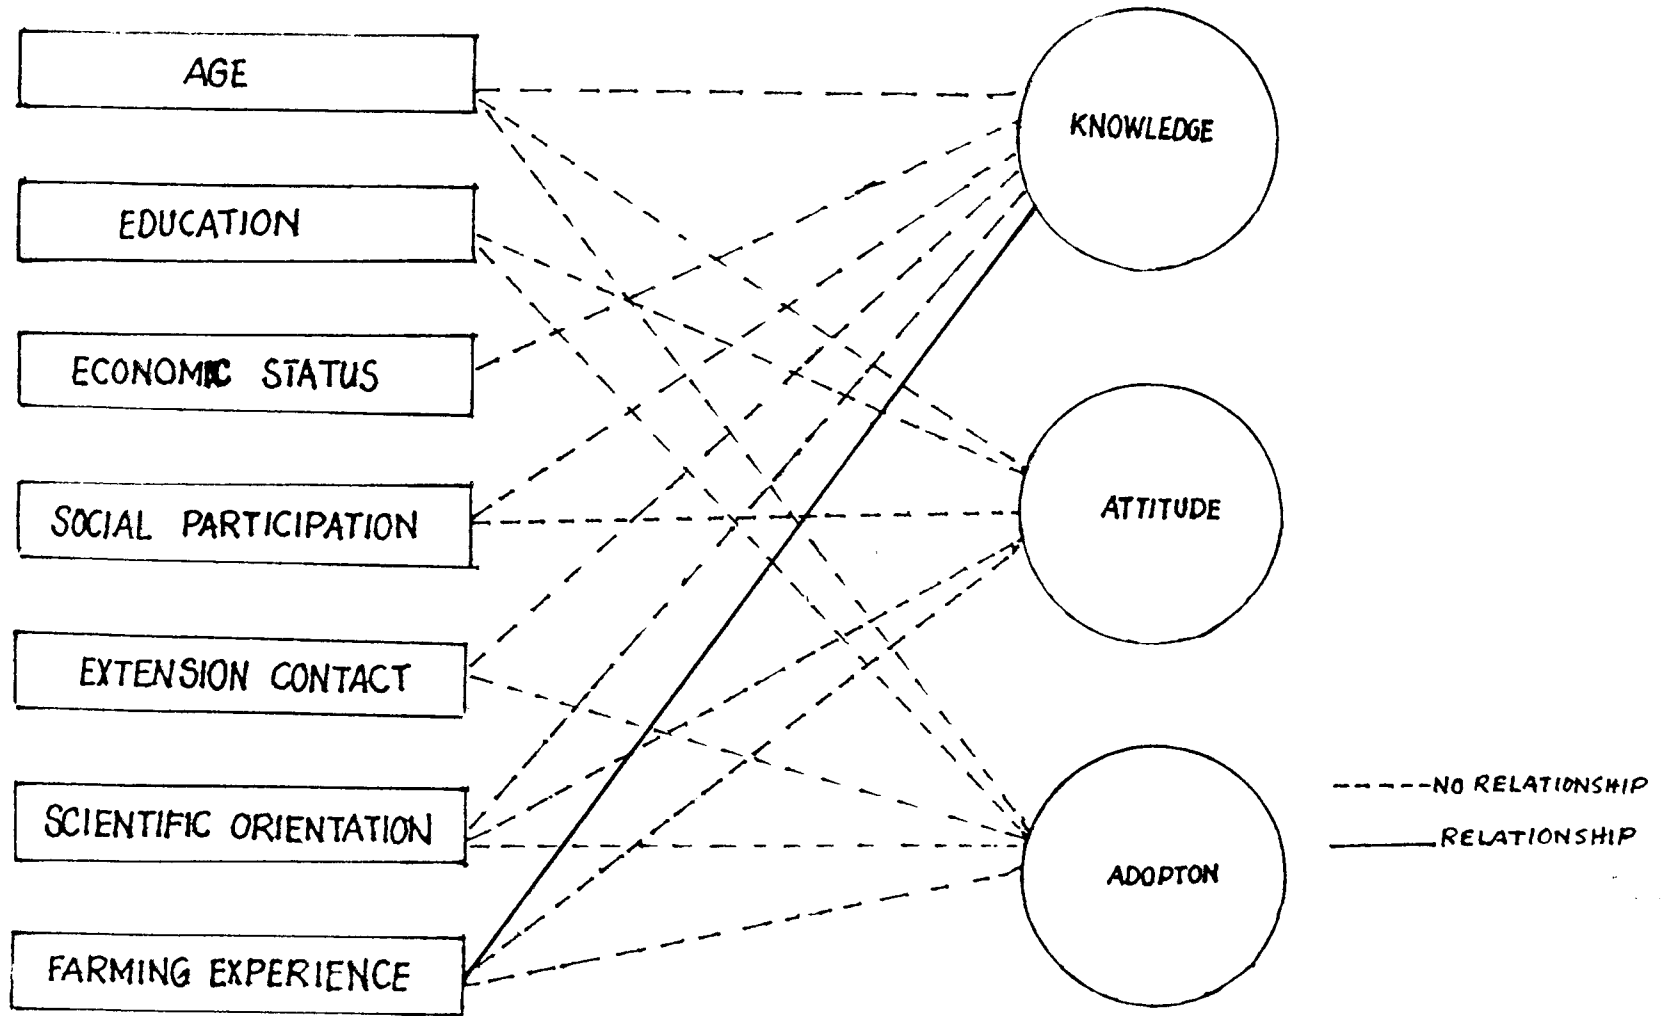 AGE
EDUCATION
ECONOMIC STATUS
SOCIAL PARTICIPATION
EXTENSION CONTACT
SCIENTIFIC ORIENTATION
FARMING EXPERIENCE
KNOWLEDGE
ATTITUDE
ADOPTON
NO RELATIONSHIP
RELATIONSHIP